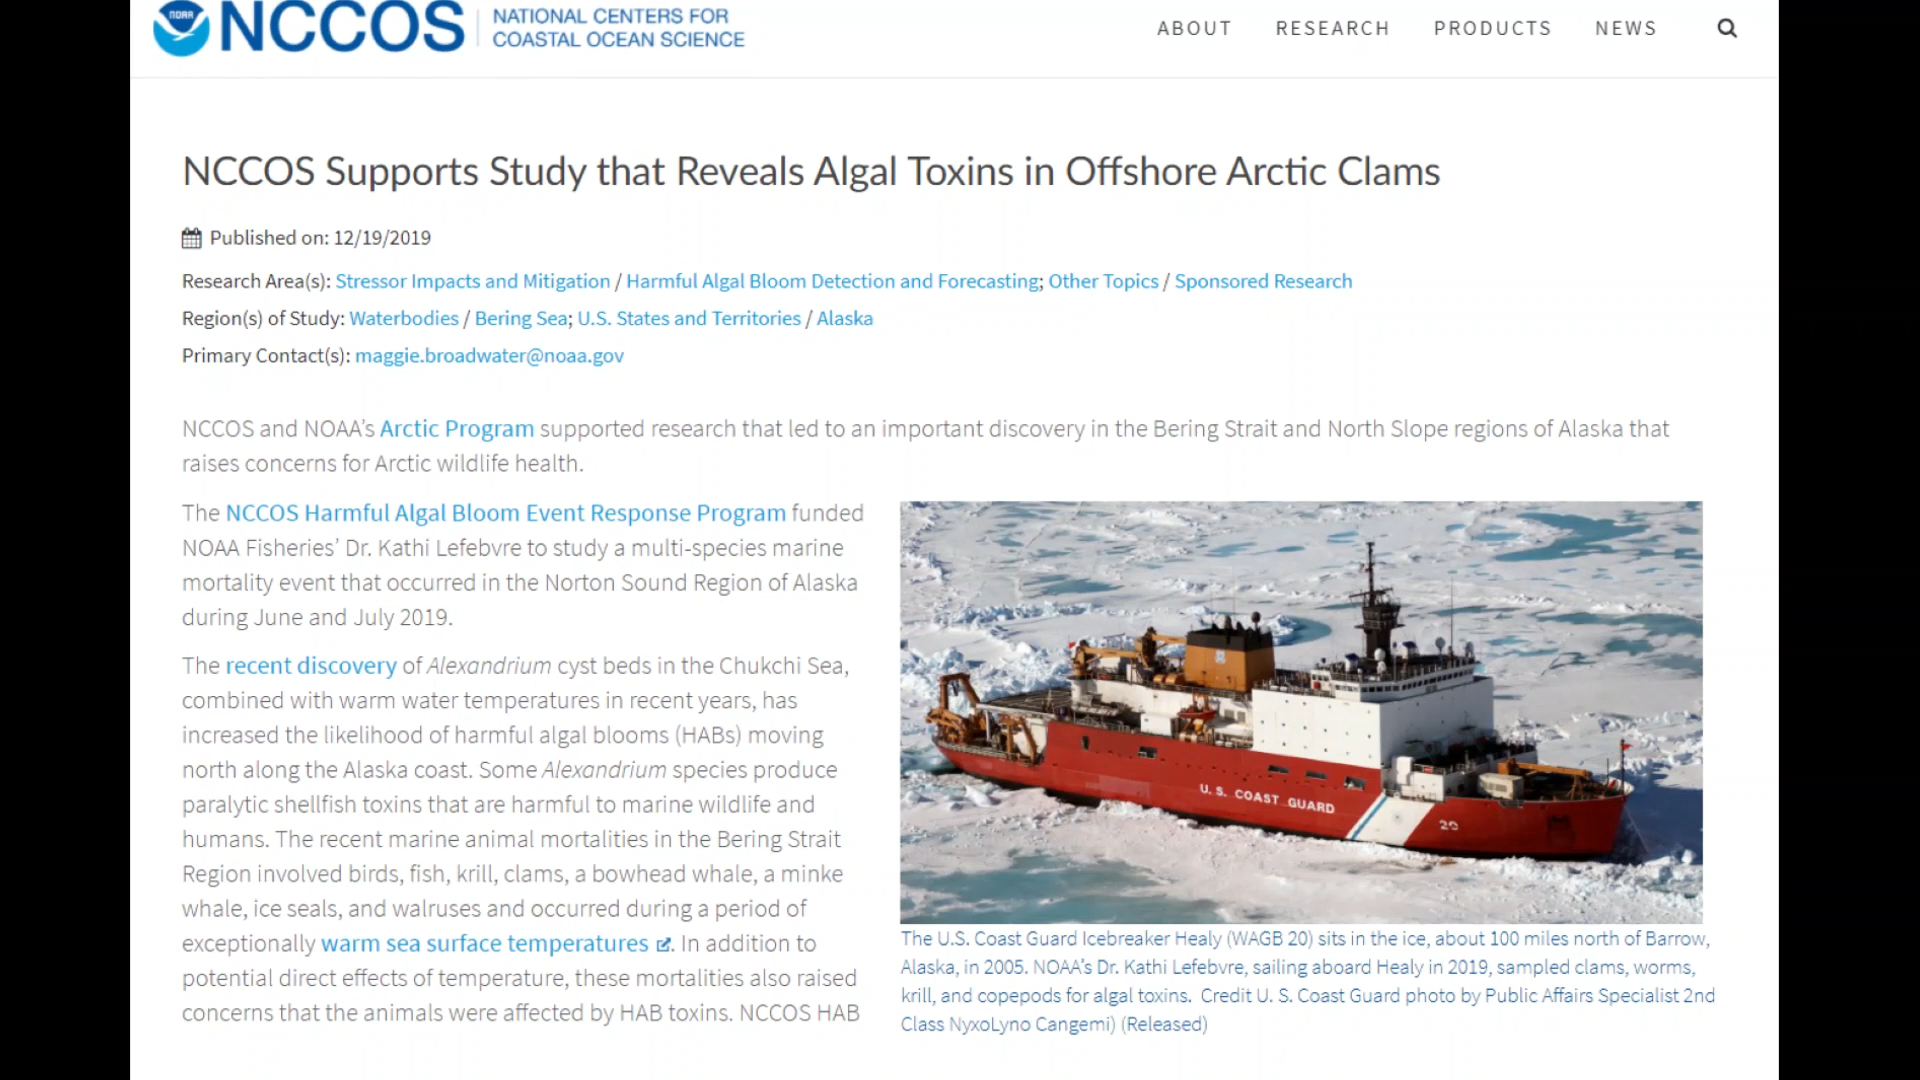 NOAA
NCCOS
NATIONAL CENTERS FOR
COASTAL OCEAN SCIENCE
ABOUT RESEARCH PRODUCTS NEWS
NCCOS Supports Study that Reveals Algal Toxins in Offshore Arctic Clams
Published on: 12/19/2019
Research Area(s): Stressor Impacts and Mitigation / Harmful Algal Bloom Detection and Forecasting; Other Topics / Sponsored Research
Region(s) of Study: Waterbodies / Bering Sea; U.S. States and Territories / Alaska
Primary Contact(s): maggie.broadwater@noaa.gov
NCCOS and NOAA’s Arctic Program supported research that led to an important discovery in the Bering Strait and North Slope regions of Alaska that
raises concerns for Arctic wildlife health.
The NCCOS Harmful Algal Bloom Event Response Program funded
NOAA Fisheries’ Dr. Kathi Lefebvre to study a multi-species marine
mortality event that occurred in the Norton Sound Region of Alaska
during June and July 2019.
The recent discovery of Alexandrium cyst beds in the Chukchi Sea,
combined with warm water temperatures in recent years, has
increased the likelihood of harmful algal blooms (HABs) moving
north along the Alaska coast. Some Alexandrium species produce
paralytic shellfish toxins that are harmful to marine wildlife and
humans. The recent marine animal mortalities in the Bering Strait
Region involved birds, fish, krill, clams, a bowhead whale, a minke
whale, ice seals, and walruses and occurred during a period of
exceptionally warm sea surface temperatures. In addition to
potential direct effects of temperature, these mortalities also raised
concerns that the animals were affected by HAB toxins. NCCOS HAB
U. S. COAST GUARD
20
The U.S. Coast Guard Icebreaker Healy (WAGB 20) sits in the ice, about 100 miles north of Barrow,
Alaska, in 2005. NOAA’s Dr. Kathi Lefebvre, sailing aboard Healy in 2019, sampled clams, worms,
krill, and copepods for algal toxins. Credit U. S. Coast Guard photo by Public Affairs Specialist 2nd
Class NyxoLyno Cangemi) (Released)